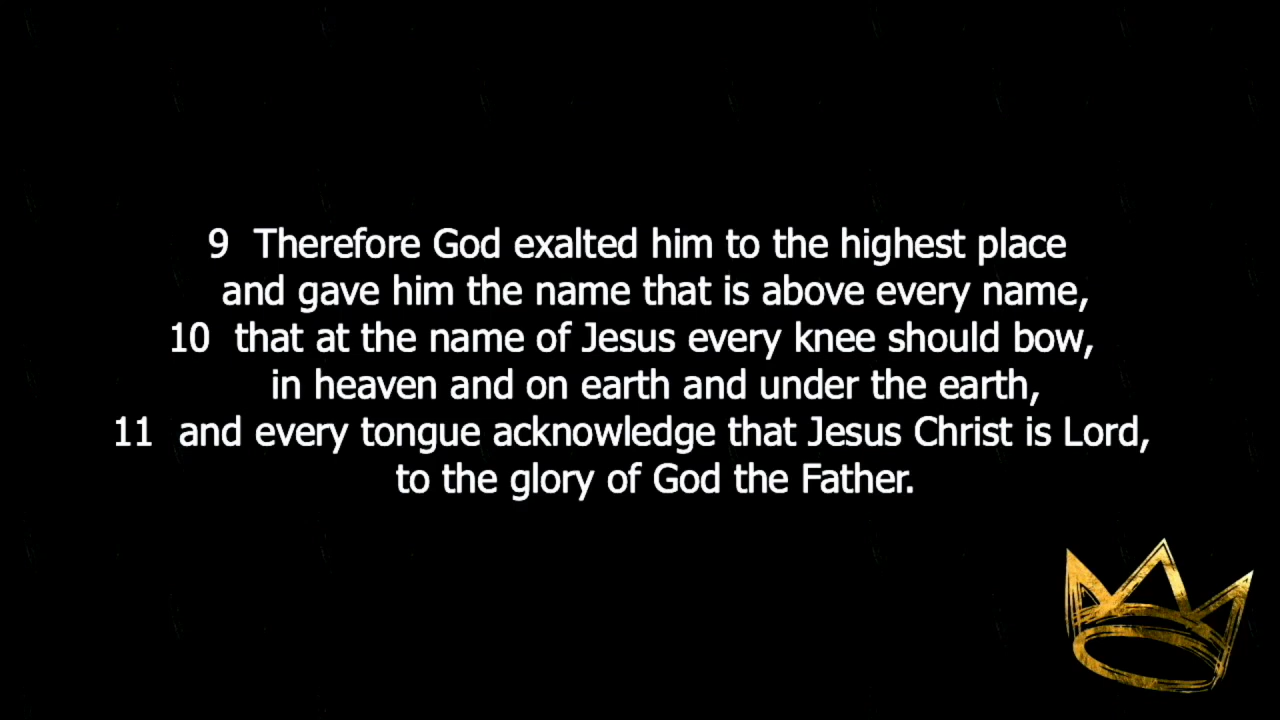 9 Therefore God exalted him to the highest place
and gave him the name that is above every name,
10 that at the name of Jesus every knee should bow,
in heaven and on earth and under the earth,
11 and every tongue acknowledge that Jesus Christ is Lord,
to the glory of God the Father.